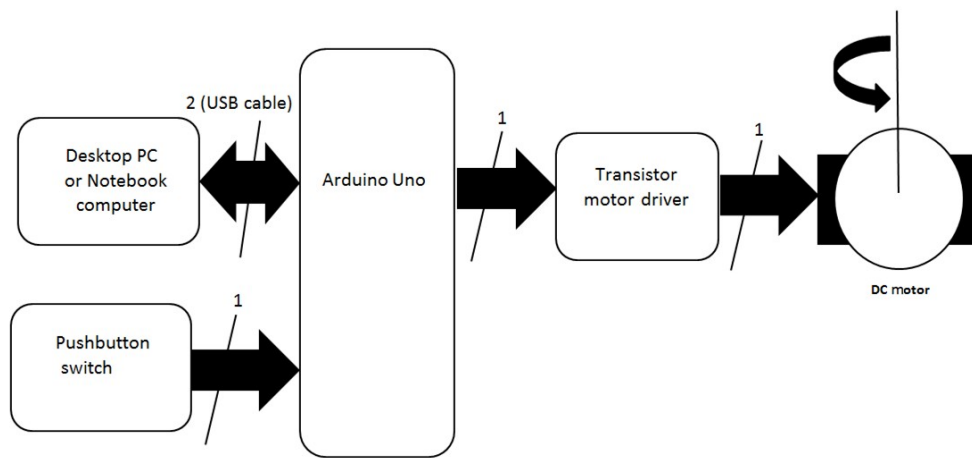 2 (USB cable)
Desktop PC
or Notebook
computer
Pushbutton
switch
1
Arduino Uno
1
Transistor
motor driver
1
DC motor